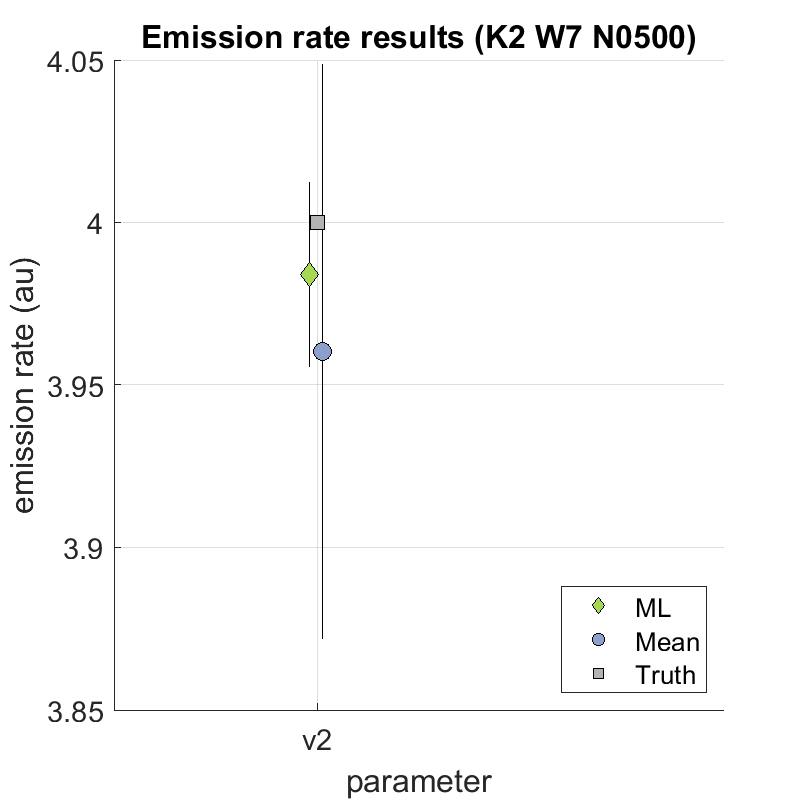 Emission rate results (K2 W7 N0500)
4.05
4
3.95
3.9
3.85
emission rate (au)
v2
parameter
ML
Mean
Truth